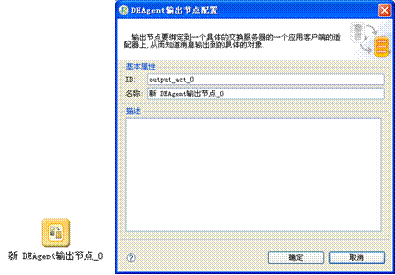 DEAgent输出节点配置
输出节点要绑定到一个具体的交换服务器的一个应用客户端的适
配器上,从而知道消息输出到的具体的对象.
基本属性
ID: output_act_0
名称: 新 DEAgent输出节点_0
描述
确定 取消
新 DEAgent输出节点_0